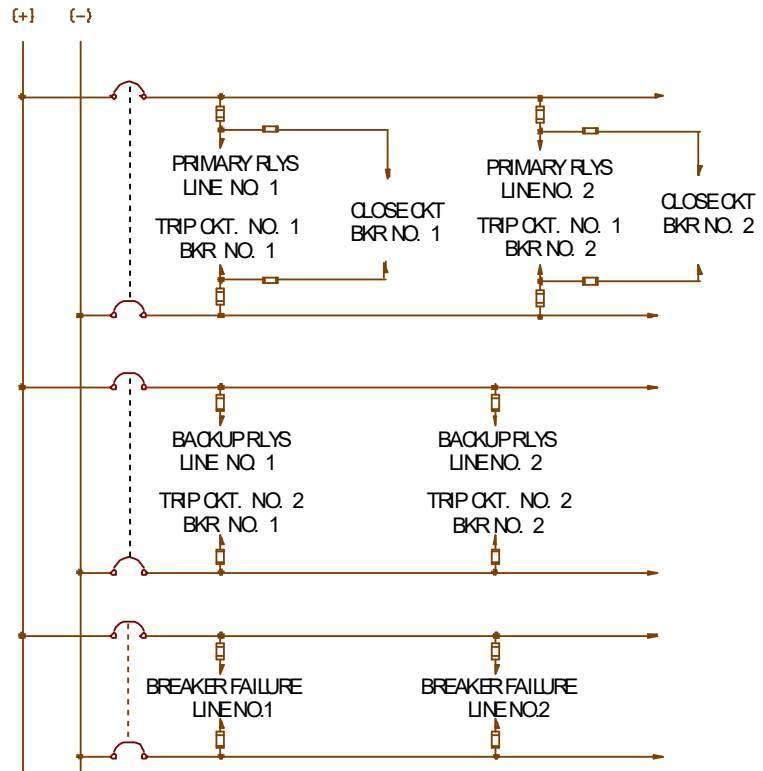 (+) (-)
PRIMARY RLYS
LINE NO. 1
TRIP CKT. NO. 1
BKR NO. 1
CLOSE CKT
BKR NO. 1
PRIMARY RLYS
LINE NO. 2
TRIP CKT. NO. 1
BKR NO. 2
CLOSE CKT
BKR NO. 2
BACKUP RLYS
LINE NO. 1
TRIP CKT. NO. 2
BKR NO. 1
BACKUP RLYS
LINE NO. 2
TRIP CKT. NO. 2
BKR NO. 2
BREAKER FAILURE
LINE NO.1
BREAKER FAILURE
LINE NO.2